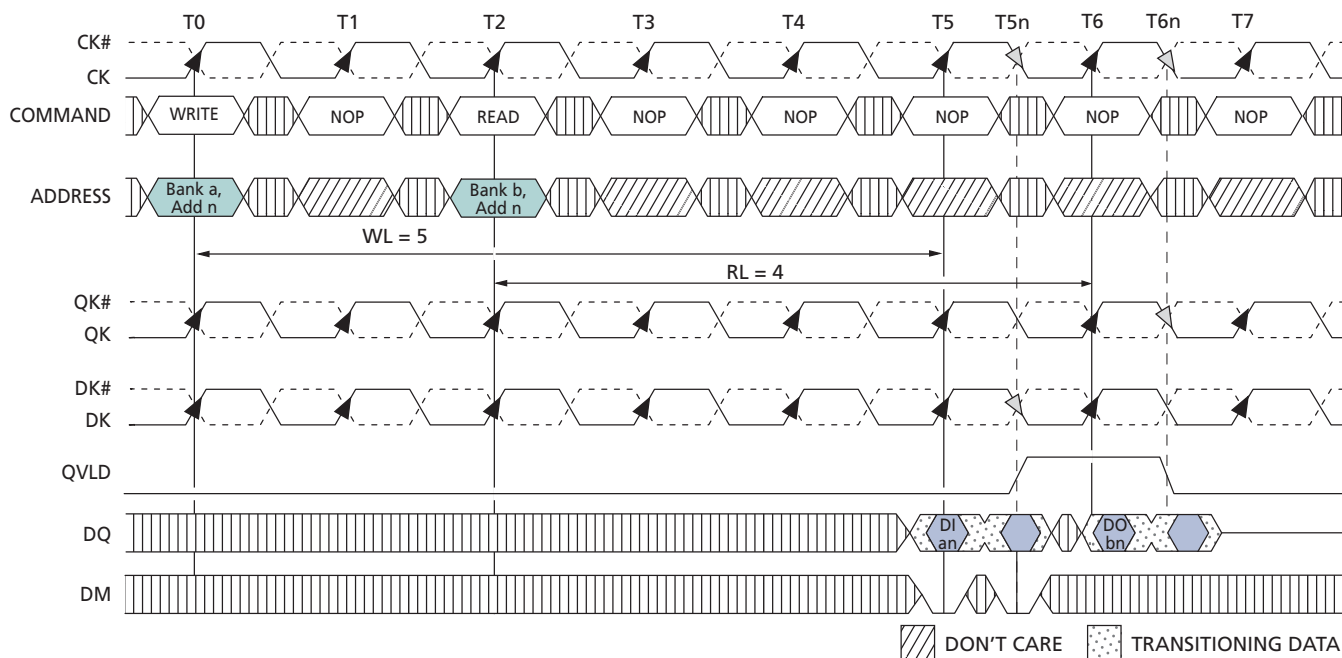 T0 T1 T2 T3 T4 T5 T5n T6 T6n T7
CK#
CK
COMMAND WRITE NOP READ NOP NOP NOP NOP NOP
ADDRESS Bank a, Add n Bank b, Add n
WL = 5
RL = 4
QK#
QK
DK#
DK
QVLD
DQ DI an DO bn
DM
DON'T CARE TRANSITIONING DATA